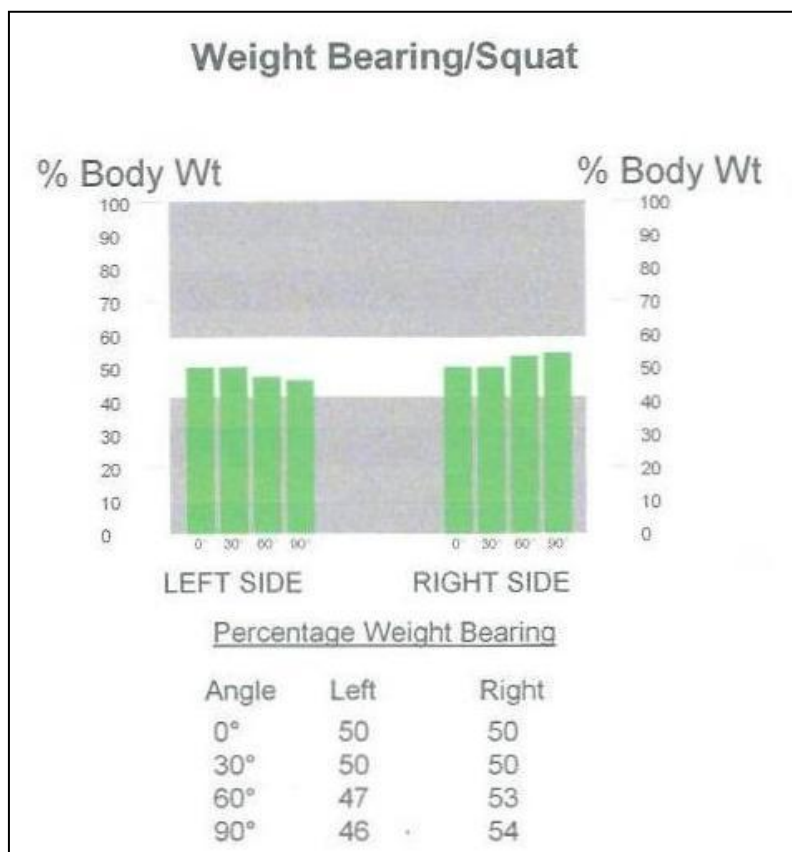 Weight Bearing/Squat
% Body Wt % Body Wt
100 100
90 90
80 80
70 70
60 60
50 50
40 40
30 30
20 20
10 10
0 0
0° 30° 60° 90° 0° 30° 60° 90°
LEFT SIDE RIGHT SIDE
Percentage Weight Bearing
Angle Left Right
0° 50 50
30° 50 50
60° 47 53
90° 46 54